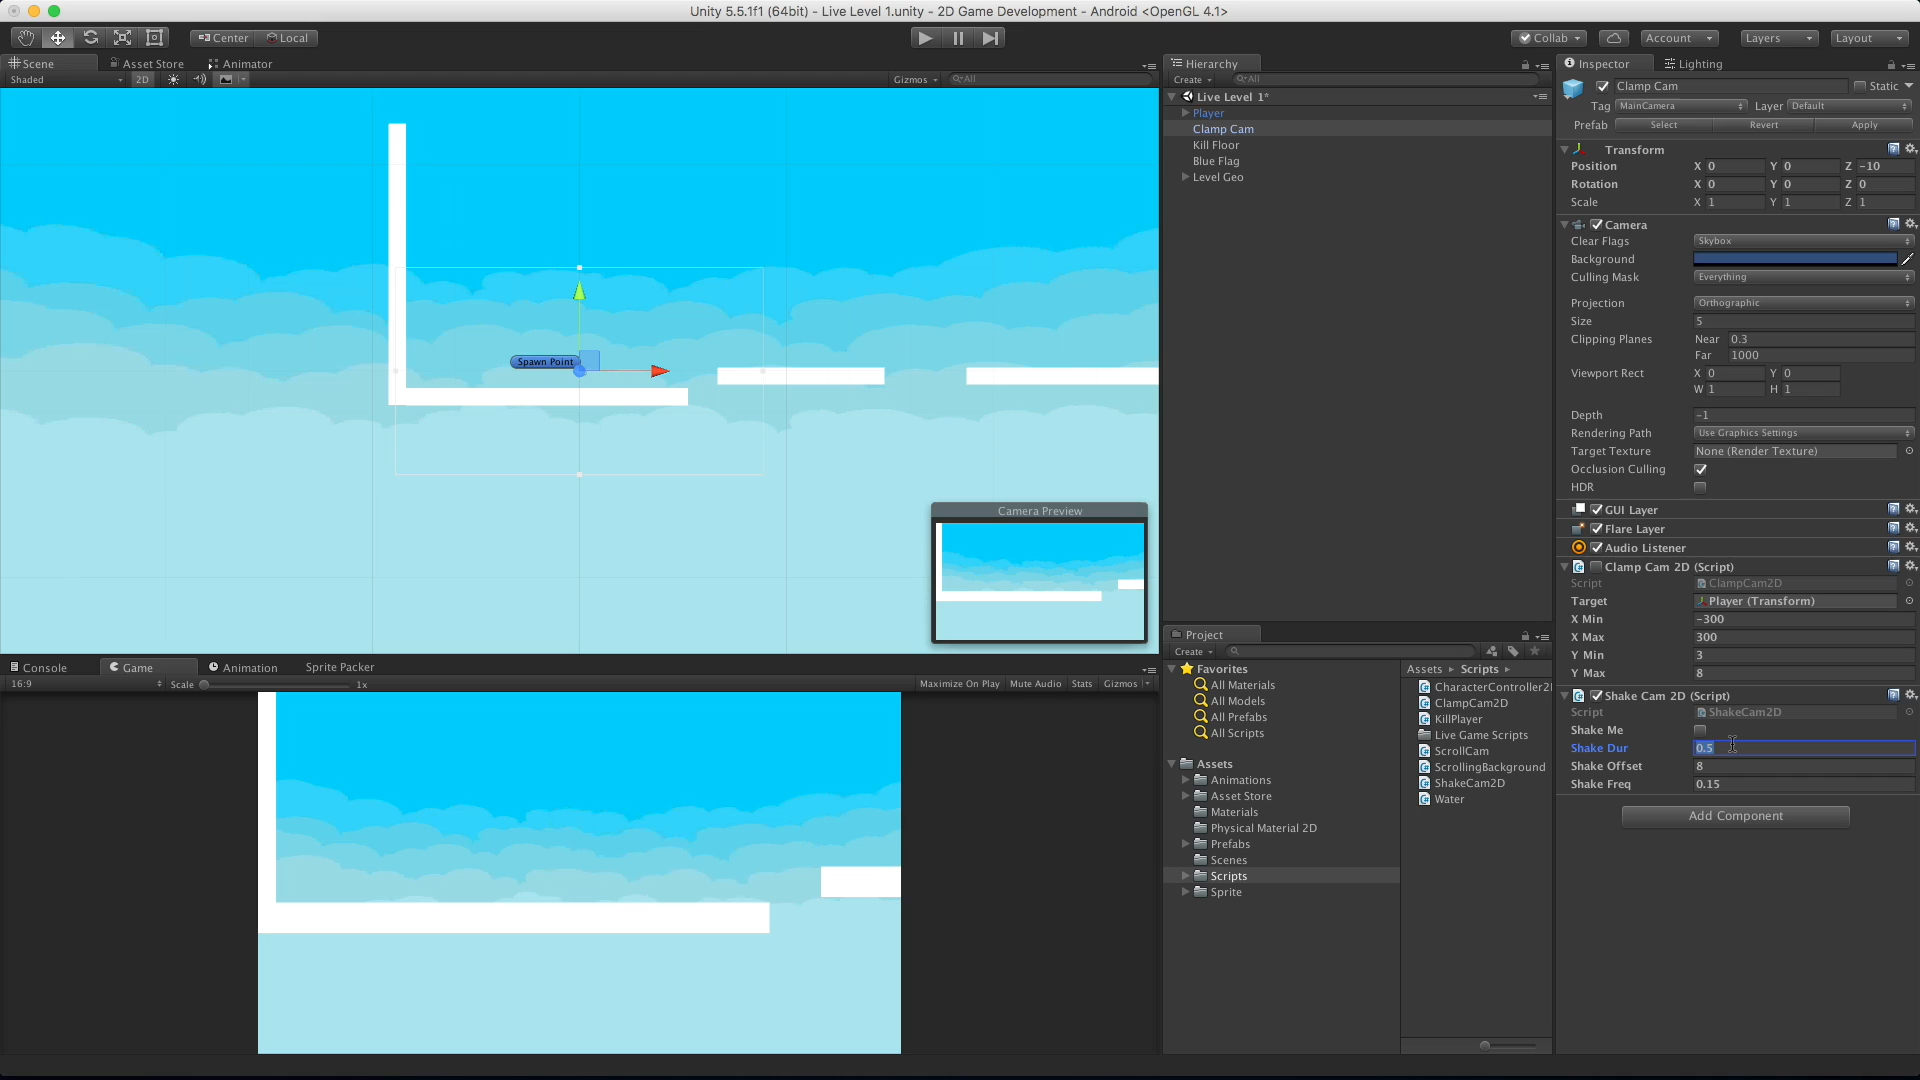 Unity 5.5.1f1 (64bit) - Live Level 1.unity - 2D Game Development - Android <OpenGL 4.1>
Center Local Collab Account Layers Layout
Scene Asset Store Animator
Shaded 2D Gizmos All
Spawn Point
Camera Preview
Hierarchy
Create All
Live Level 1*
Player
Clamp Cam
Kill Floor
Blue Flag
Level Geo
Inspector Lighting
Clamp Cam Static
Tag MainCamera Layer Default
Prefab Select Revert Apply
Transform
Position X 0 Y 0 Z -10
Rotation X 0 Y 0 Z 0
Scale X 1 Y 1 Z 1
Camera
Clear Flags Skybox
Background
Culling Mask Everything
Projection Orthographic
Size 5
Clipping Planes Near 0.3
Far 1000
Viewport Rect X 0 Y 0
W 1 H 1
Depth -1
Rendering Path Use Graphics Settings
Target Texture None (Render Texture)
Occlusion Culling
HDR
GUI Layer
Flare Layer
Audio Listener
Clamp Cam 2D (Script)
Script ClampCam2D
Target Player (Transform)
X Min -300
X Max 300
Y Min 3
Y Max 8
Shake Cam 2D (Script)
Script ShakeCam2D
Shake Me
Shake Dur 0.5
Shake Offset 8
Shake Freq 0.15
Add Component
Console Game Animation Sprite Packer
16:9 Scale 1x Maximize On Play Mute Audio Stats Gizmos
Project
Create
Favorites
All Materials
All Models
All Prefabs
All Scripts
Assets
Animations
Asset Store
Materials
Physical Material 2D
Prefabs
Scenes
Scripts
Sprite
Assets Scripts
CharacterController2
ClampCam2D
KillPlayer
Live Game Scripts
ScrollCam
ScrollingBackground
ShakeCam2D
Water